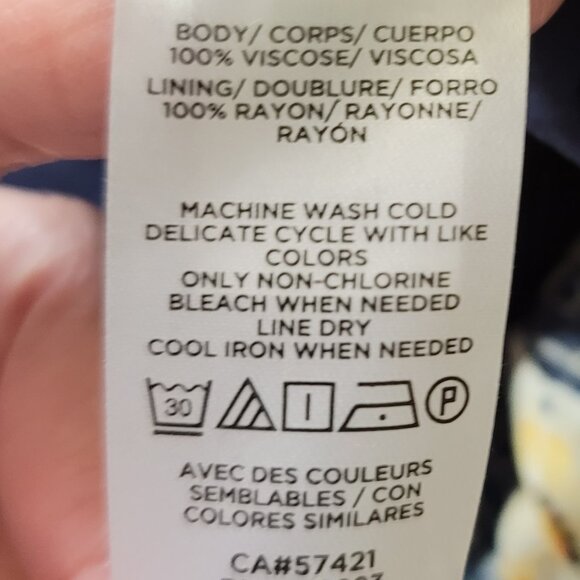 BODY/ CORPS/ CUERPO
100% VISCOSE/ VISCOSA
LINING/ DOUBLURE/ FORRO
100% RAYON/ RAYONNE/
RAYÓN
MACHINE WASH COLD
DELICATE CYCLE WITH LIKE
COLORS
ONLY NON-CHLORINE
BLEACH WHEN NEEDED
LINE DRY
COOL IRON WHEN NEEDED
30 P
AVEC DES COULEURS
SEMBLABLES / CON
COLORES SIMILARES
CA#57421